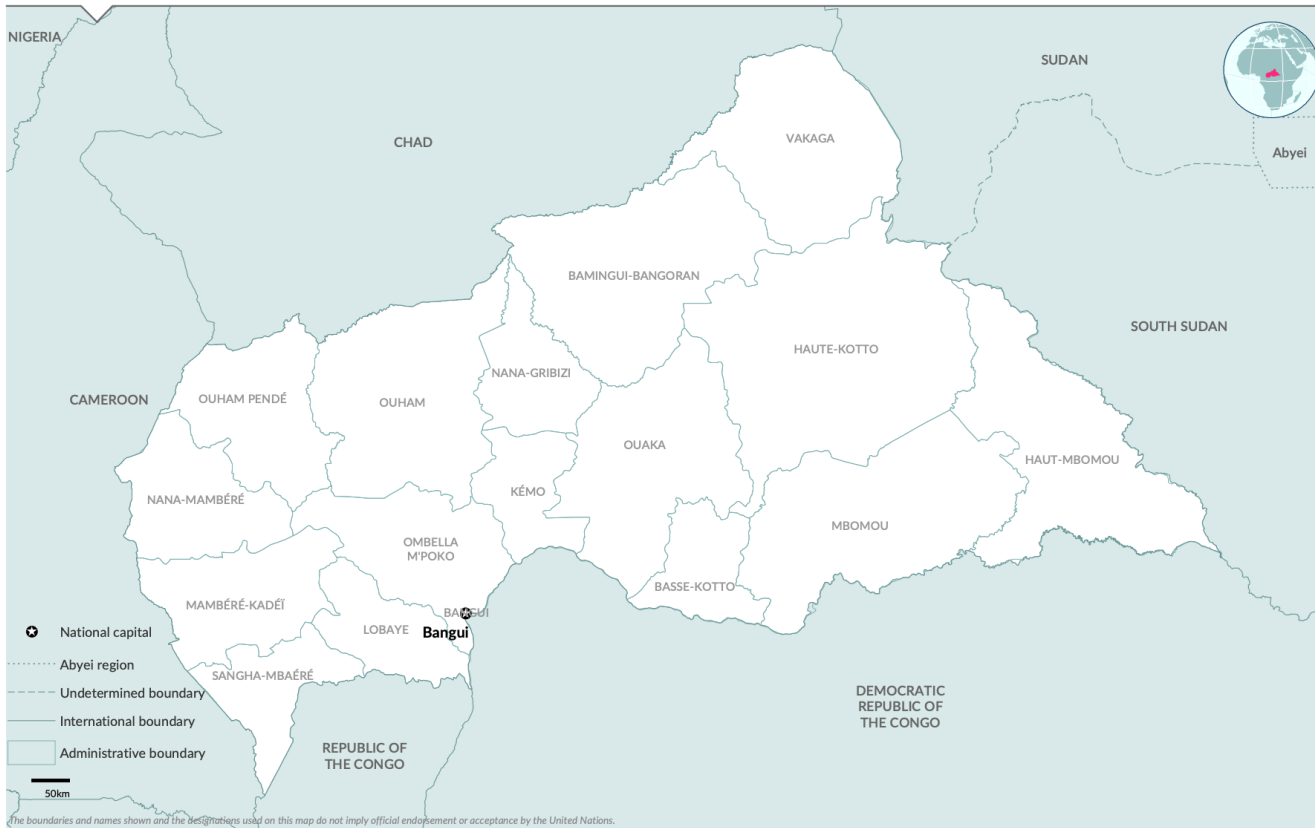 NIGERIA
SUDAN
CHAD
VAKAGA
Abyei
BAMINGUI-BANGORAN
SOUTH SUDAN
HAUTE-KOTTO
NANA-GRIBIZI
CAMEROON
OUHAM PENDÉ
OUHAM
OUAKA
HAUT-MBOMOU
NANA-MAMBÉRÉ
KÉMO
MBOMOU
OMBELLA
M'POKO
BASSE-KOTTO
MAMBÉRÉ-KADÉÏ
BANGUI
LOBAYE
Bangui
SANGHA-MBAÉRÉ
DEMOCRATIC
REPUBLIC OF
THE CONGO
REPUBLIC OF
THE CONGO
National capital
Abyei region
Undetermined boundary
International boundary
Administrative boundary
50km
The boundaries and names shown and the designations used on this map do not imply official endorsement or acceptance by the United Nations.